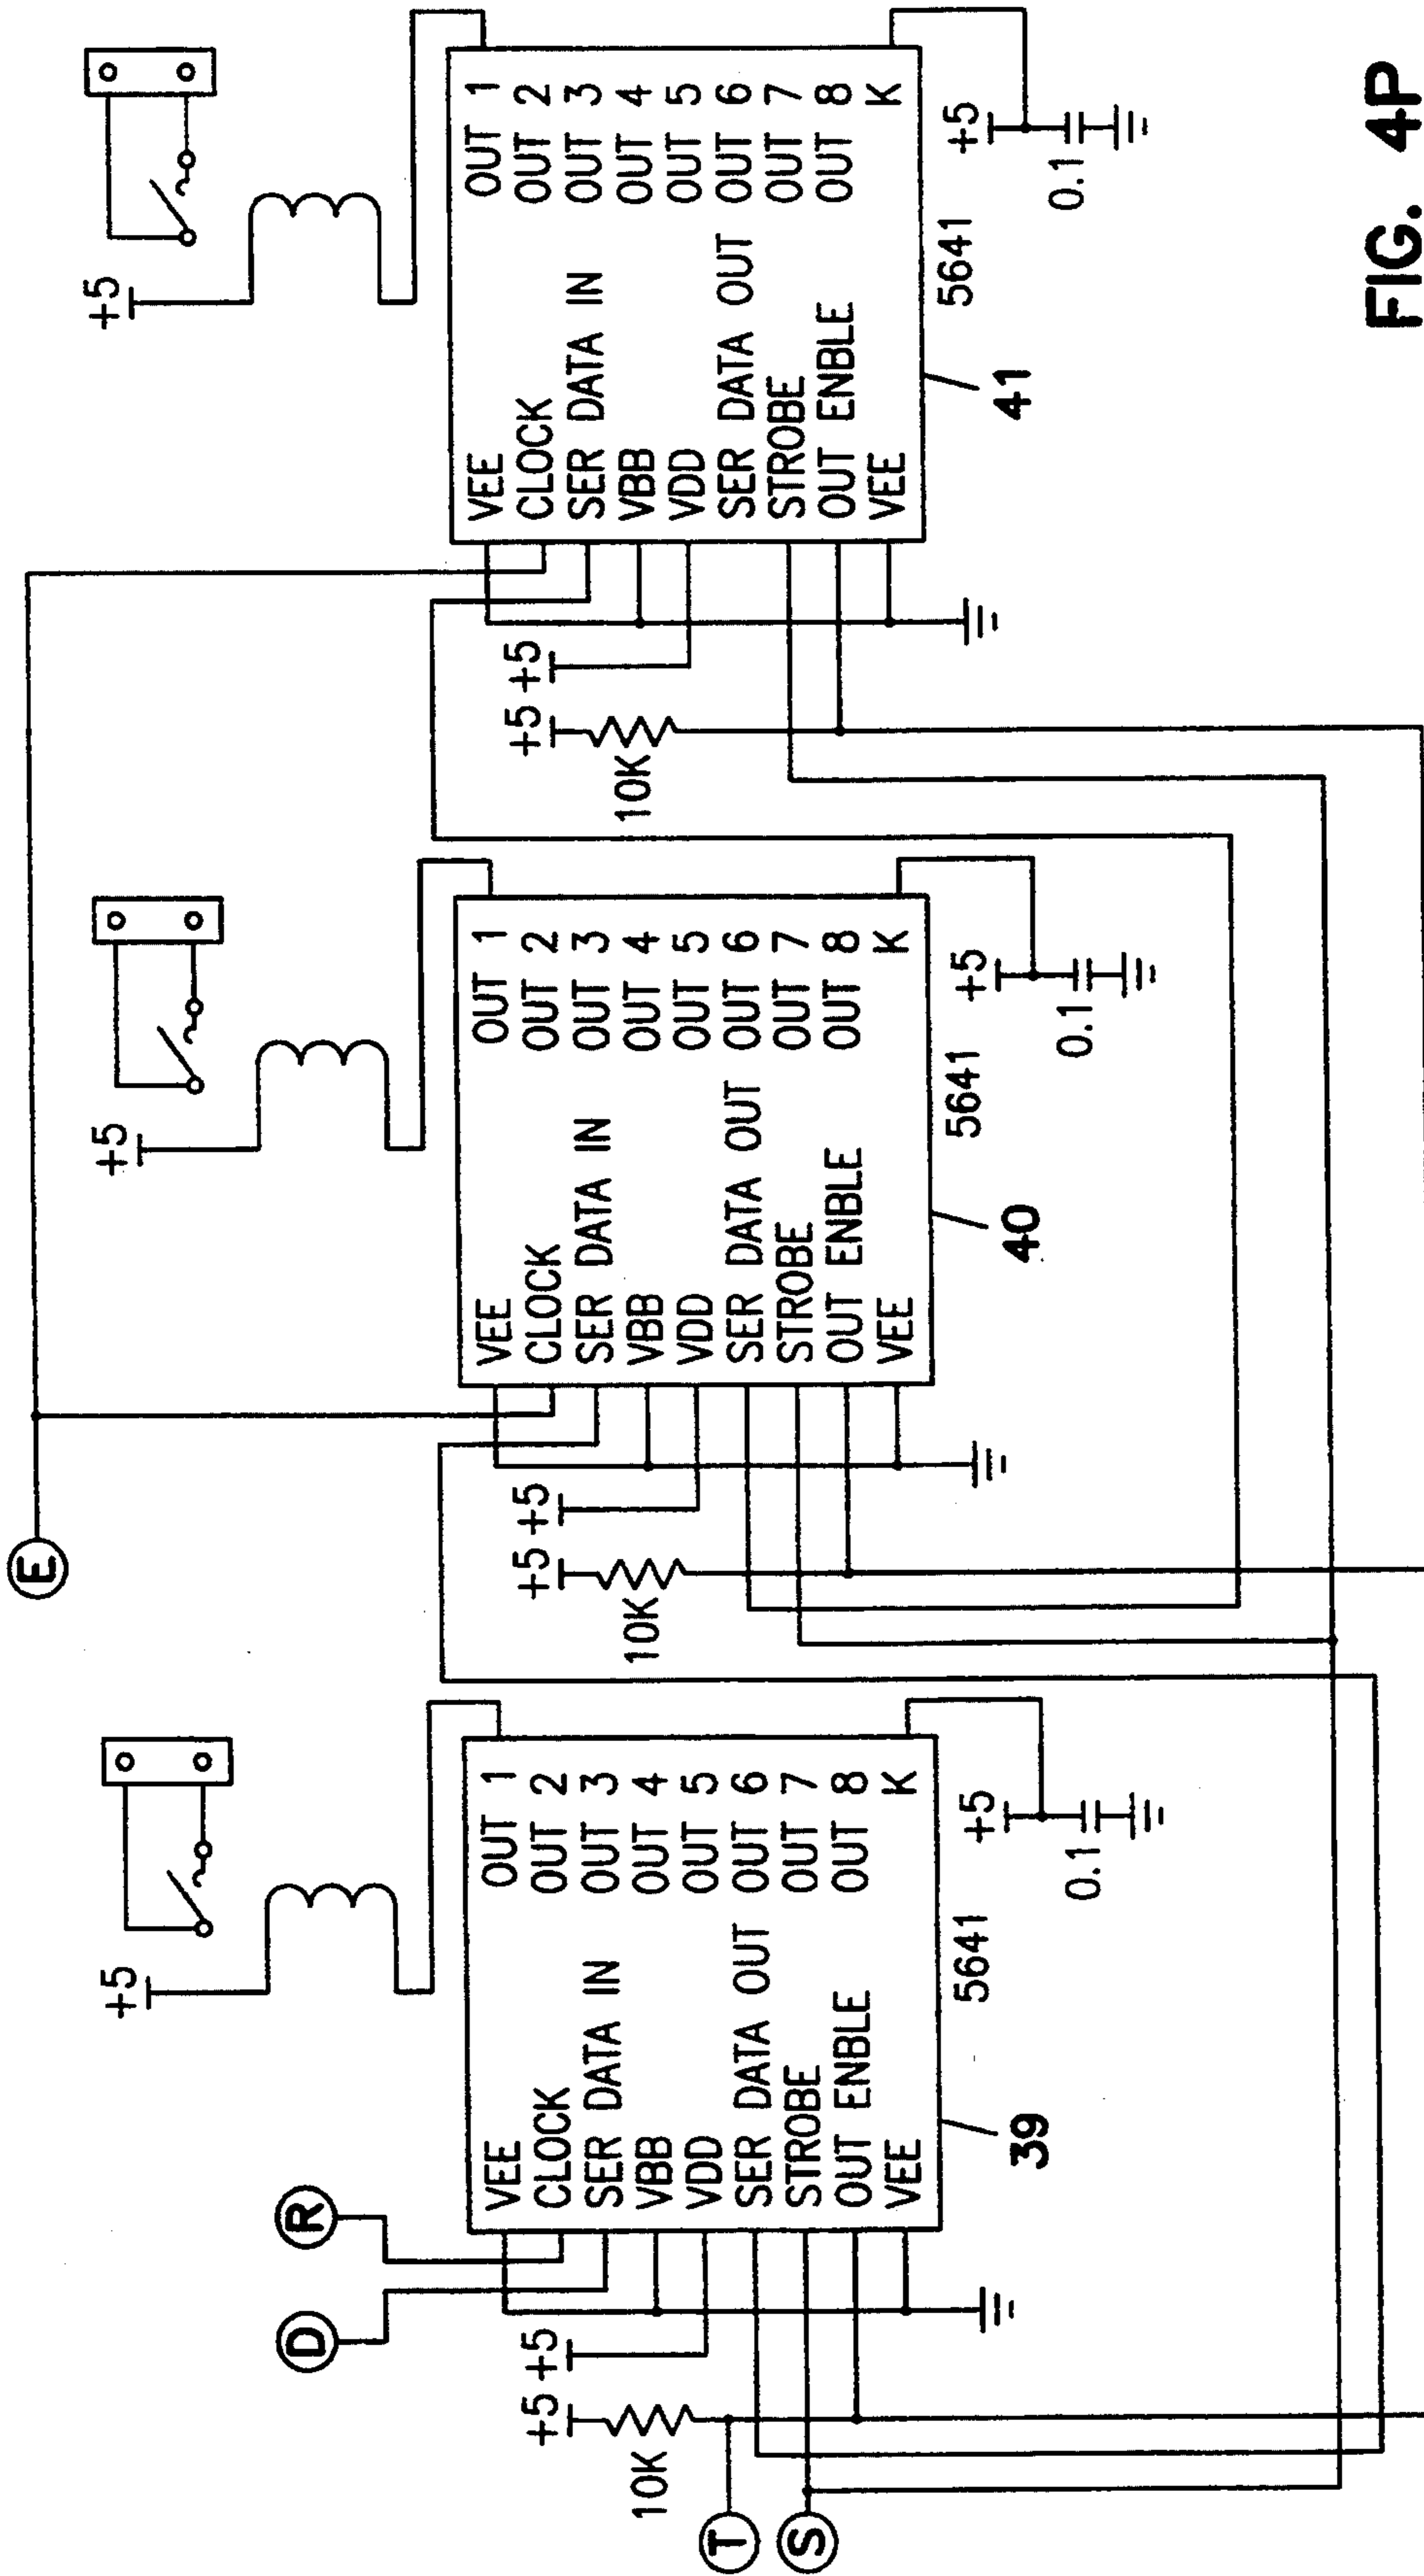 E
R
D
T
S
+5
+5
+5
10K
VEE
CLOCK
SER DATA IN
VBB
VDD
SER DATA OUT
STROBE
OUT ENBLE
VEE
OUT 1
OUT 2
OUT 3
OUT 4
OUT 5
OUT 6
OUT 7
OUT 8
K
5641
39
+5
0.1
+5
+5
+5
10K
VEE
CLOCK
SER DATA IN
VBB
VDD
SER DATA OUT
STROBE
OUT ENBLE
VEE
OUT 1
OUT 2
OUT 3
OUT 4
OUT 5
OUT 6
OUT 7
OUT 8
K
5641
40
+5
0.1
+5
+5
+5
10K
VEE
CLOCK
SER DATA IN
VBB
VDD
SER DATA OUT
STROBE
OUT ENBLE
VEE
OUT 1
OUT 2
OUT 3
OUT 4
OUT 5
OUT 6
OUT 7
OUT 8
K
5641
41
+5
0.1
FIG. 4P